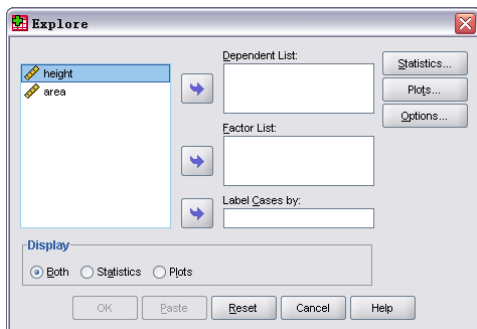 Explore
height
area
Dependent List:
Factor List:
Label Cases by:
Statistics...
Plots...
Options...
Display
Both Statistics Plots
OK Paste Reset Cancel Help